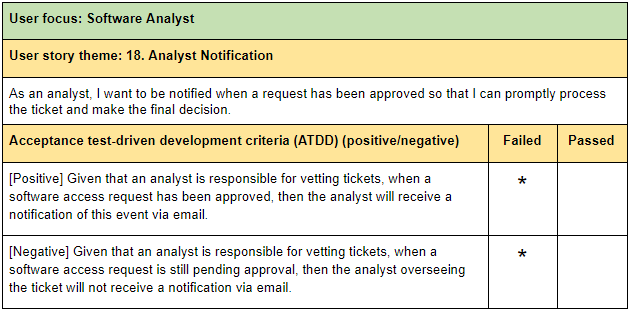 User focus: Software Analyst
User story theme: 18. Analyst Notification
As an analyst, I want to be notified when a request has been approved so that I can promptly process
the ticket and make the final decision.
Acceptance test-driven development criteria (ATDD) (positive/negative) Failed Passed
[Positive] Given that an analyst is responsible for vetting tickets, when a
software access request has been approved, then the analyst will receive a
notification of this event via email.
*
[Negative] Given that an analyst is responsible for vetting tickets, when a
software access request is still pending approval, then the analyst overseeing
the ticket will not receive a notification via email.
*